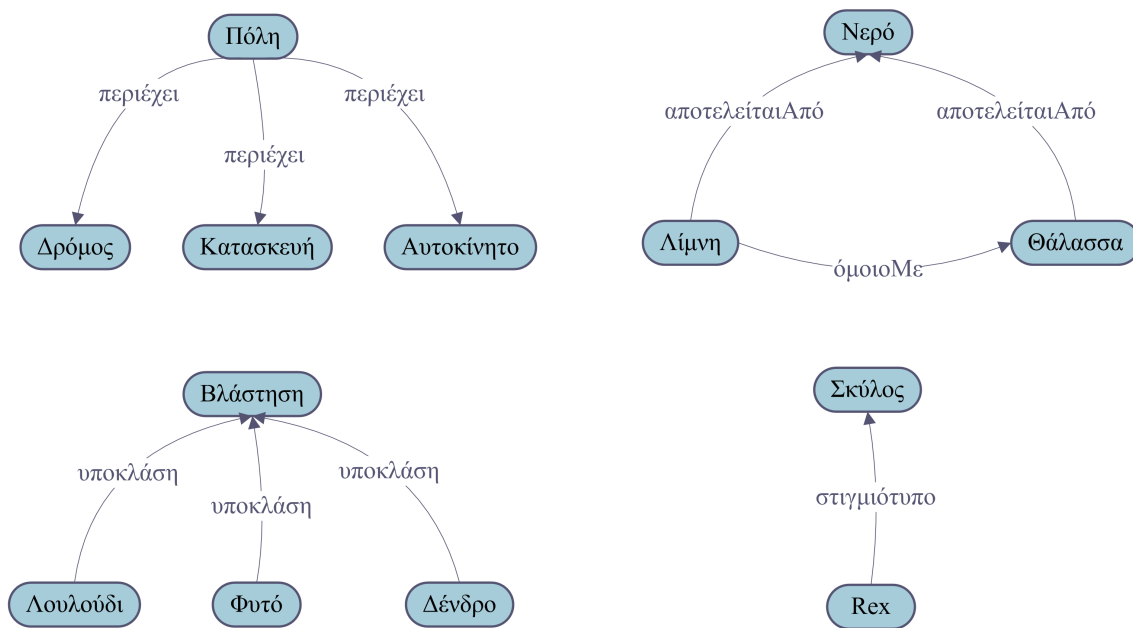 Πόλη
περιέχει
περιέχει
περιέχει
Δρόμος
Κατασκευή
Αυτοκίνητο
Νερό
αποτελείταιΑπό
αποτελείταιΑπό
Λίμνη
όμοιοΜε
Θάλασσα
Βλάστηση
υποκλάση
υποκλάση
υποκλάση
Λουλούδι
Φυτό
Δένδρο
Σκύλος
στιγμιότυπο
Rex